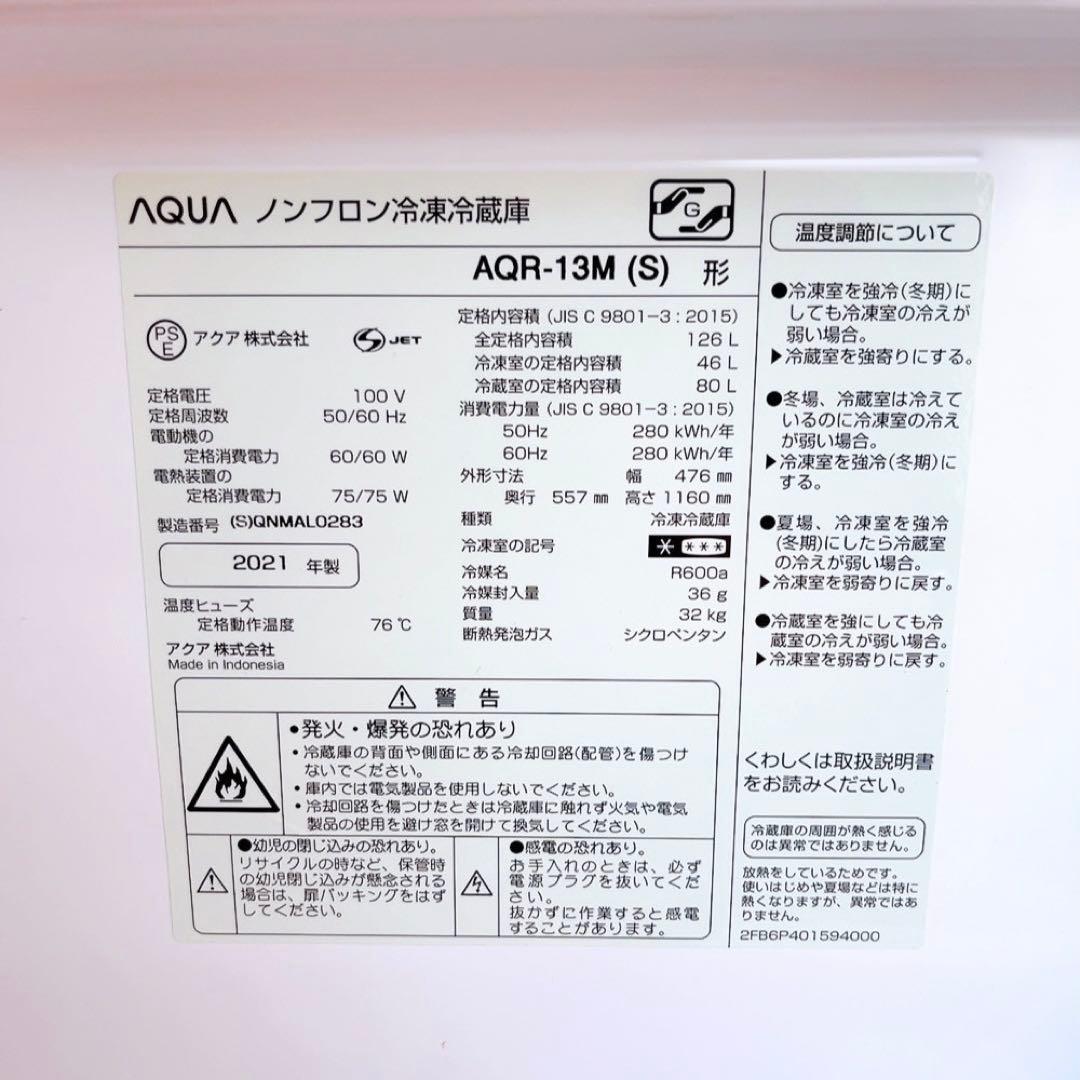 AQUA ノンフロン冷凍冷蔵庫
G
AQR-13M (S) 形
PS
E
アクア 株式会社
S JET
定格電圧 100 V
定格周波数 50/60 Hz
電動機の
定格消費電力 60/60 W
電熱装置の
定格消費電力 75/75 W
製造番号 (S)QNMAL0283
2021 年製
温度ヒューズ
定格動作温度 76 ℃
アクア 株式会社
Made in Indonesia
定格内容積 (JIS C 9801-3 : 2015)
全定格内容積 126 L
冷凍室の定格内容積 46 L
冷蔵室の定格内容積 80 L
消費電力量 (JIS C 9801-3 : 2015)
50Hz 280 kWh/年
60Hz 280 kWh/年
外形寸法 幅 476 ㎜
奥行 557 ㎜ 高さ 1160 ㎜
種類 冷凍冷蔵庫
冷凍室の記号 * ***
冷媒名 R600a
冷媒封入量 36 g
質量 32 kg
断熱発泡ガス シクロペンタン
⚠ 警 告
●発火・爆発の恐れあり
・冷蔵庫の背面や側面にある冷却回路(配管)を傷つけ
ないでください。
・庫内では電気製品を使用しないでください。
・冷却回路を傷つけたときは冷蔵庫に触れず火気や電気
製品の使用を避け窓を開けて換気してください。
●幼児の閉じ込みの恐れあり。
リサイクルの時など、保管時
の幼児閉じ込みが懸念される
場合は、扉パッキングをはず
してください。
●感電の恐れあり。
お手入れのときは、必ず
電源プラグを抜いてくだ
さい。
抜かずに作業すると感電
することがあります。
温度調節について
●冷凍室を強冷(冬期)に
しても冷凍室の冷えが
弱い場合。
▶冷蔵室を強寄りにする。
●冬場、冷蔵室は冷えて
いるのに冷凍室の冷え
が弱い場合。
▶冷凍室を強冷(冬期)に
する。
●夏場、冷凍室を強冷
(冬期)にしたら冷蔵室
の冷えが弱い場合。
▶冷凍室を弱寄りに戻す。
●冷蔵室を強にしても冷
蔵室の冷えが弱い場合。
▶冷凍室を弱寄りに戻す。
くわしくは取扱説明書
をお読みください。
冷蔵庫の周囲が熱く感じる
のは異常ではありません。
放熱をしているためです。
使いはじめや夏場などは特に
熱くなりますが、異常ではあ
りません。
2FB6P401594000